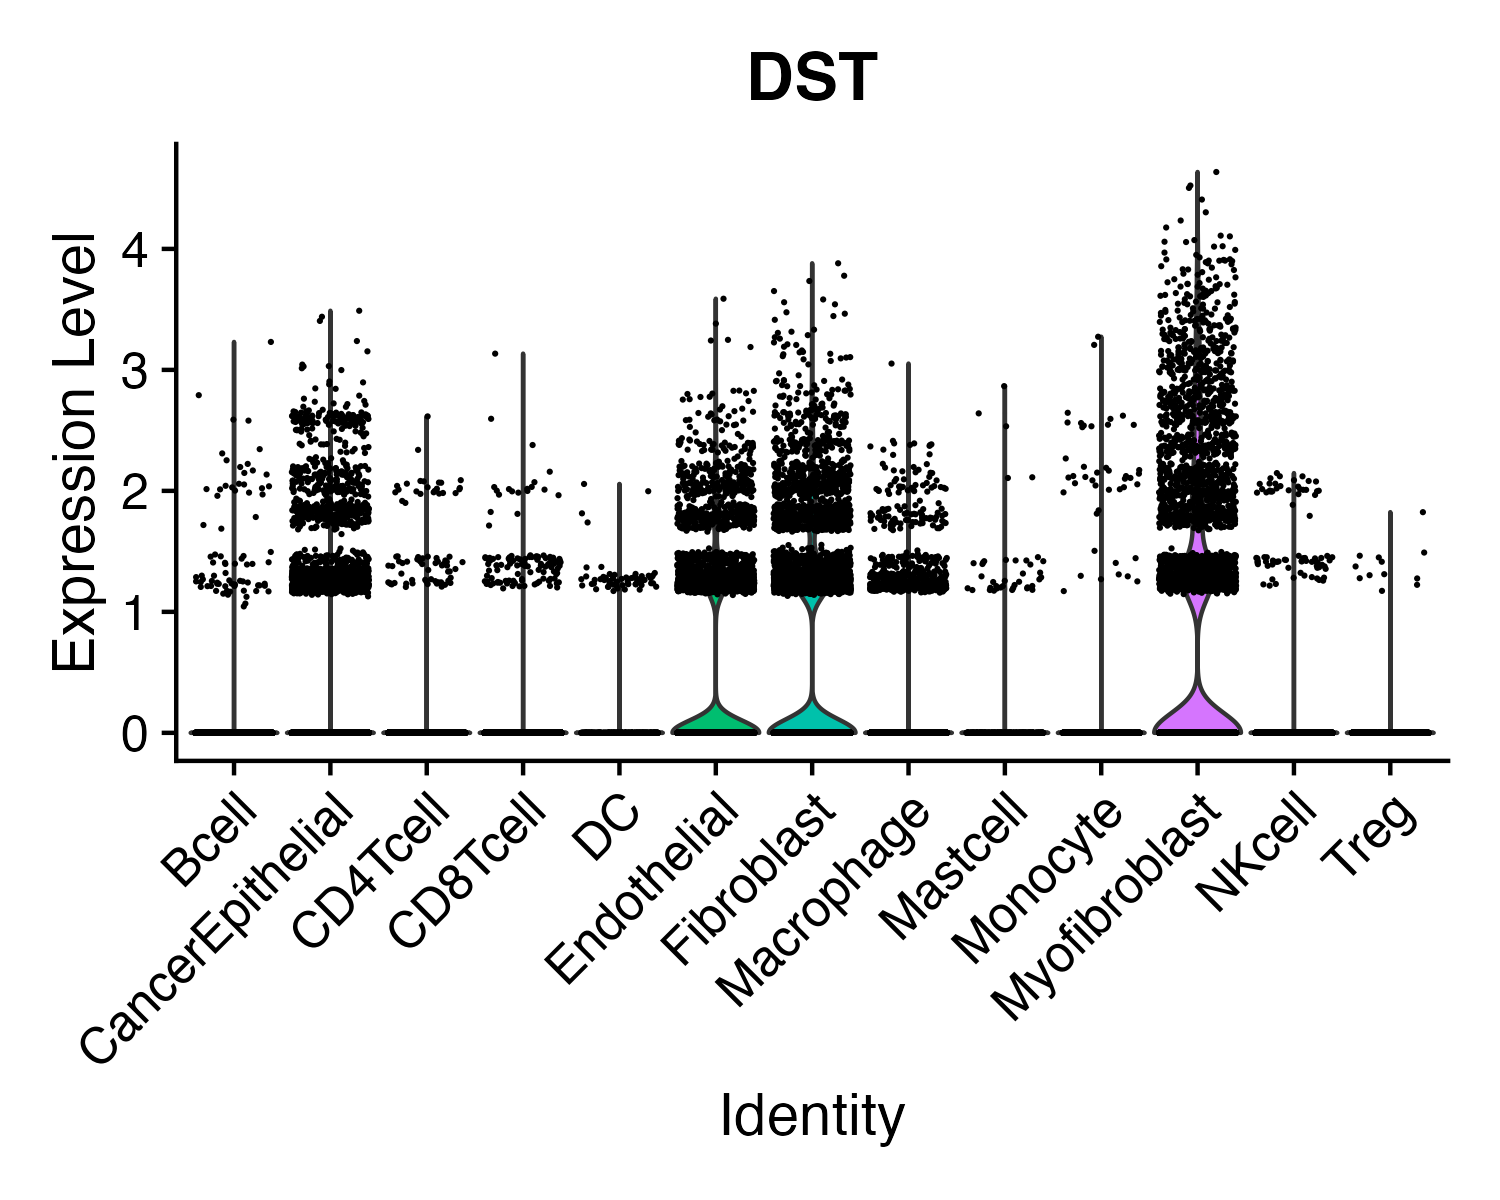 DST
Expression Level
4
3
2
1
0
Bcell
CancerEpithelial
CD4Tcell
CD8Tcell
DC
Endothelial
Fibroblast
Macrophage
Mastcell
Monocyte
Myofibroblast
NKcell
Treg
Identity